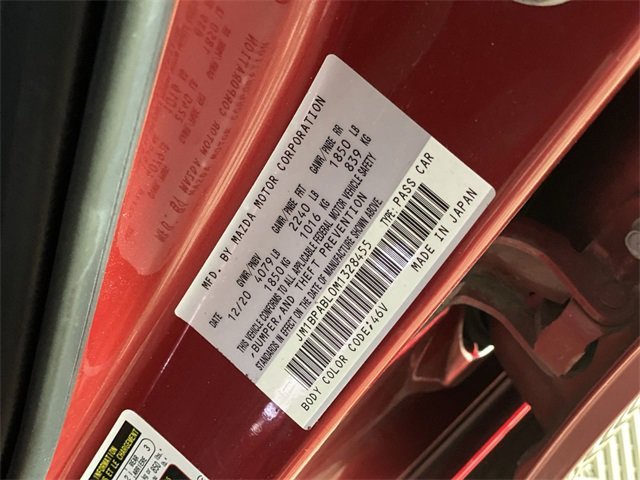 MFD. BY MAZDA MOTOR CORPORATION
DATE GVWR/PNBV GAWR/PNBE FRT GAWR/PNBE RR
12/20 4079 LB 2240 LB 1850 LB
1850 KG 1016 KG 839 KG
THIS VEHICLE CONFORMS TO ALL APPLICABLE FEDERAL MOTOR VEHICLE SAFETY
,BUMPER,AND THEFT PREVENTION
STANDARDS IN EFFECT ON THE DATE OF MANUFACTURE SHOWN ABOVE.
JM1BPABL0M1328455 TYPE: PASS CAR
BODY COLOR CODE;46V MADE IN JAPAN